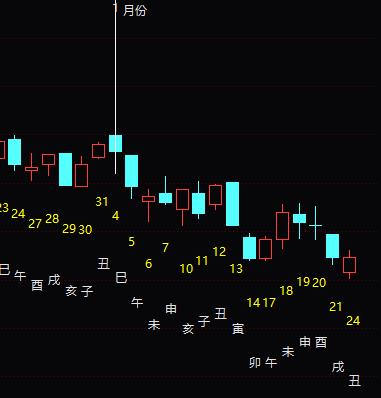 1 月份
23 24 27 28 29 30 31 4 5 6 7 10 11 12 13 14 17 18 19 20 21 24
巳 午 酉 戌 亥 子 丑 巳 午 未 申 亥 子 丑 寅 卯 午 未 申 酉 戌 丑